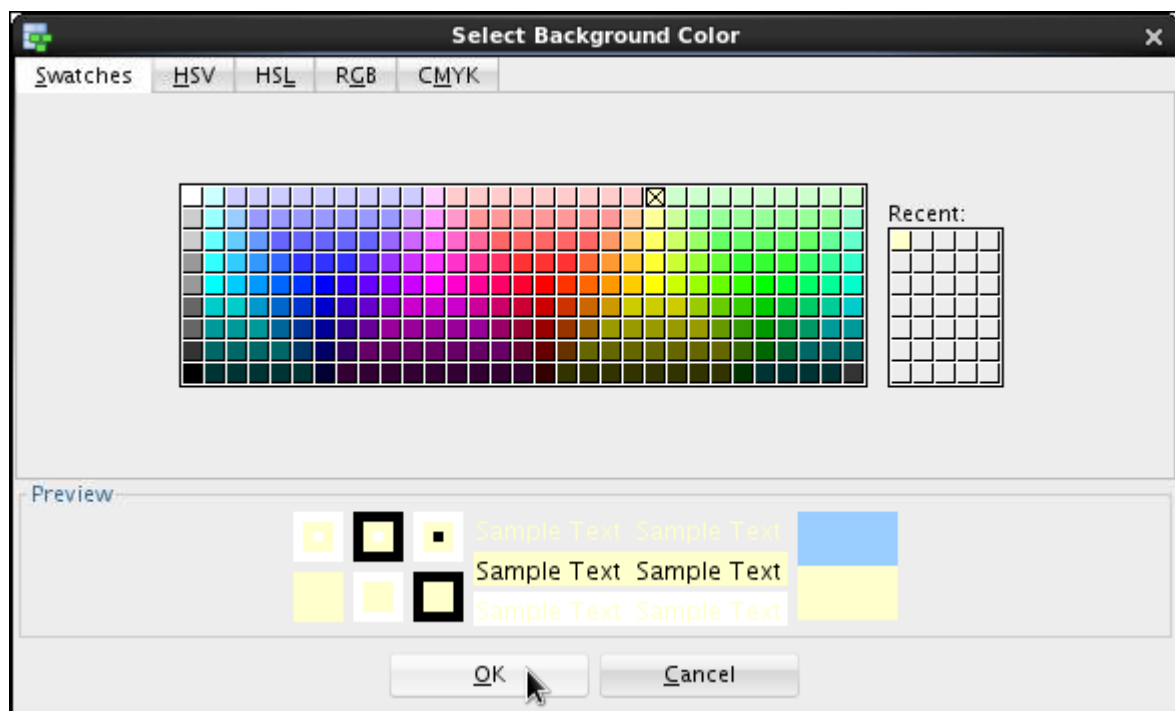 Select Background Color
Swatches HSV HSL RGB CMYK
Recent:
Preview
Sample Text Sample Text
Sample Text Sample Text
Sample Text Sample Text
OK Cancel